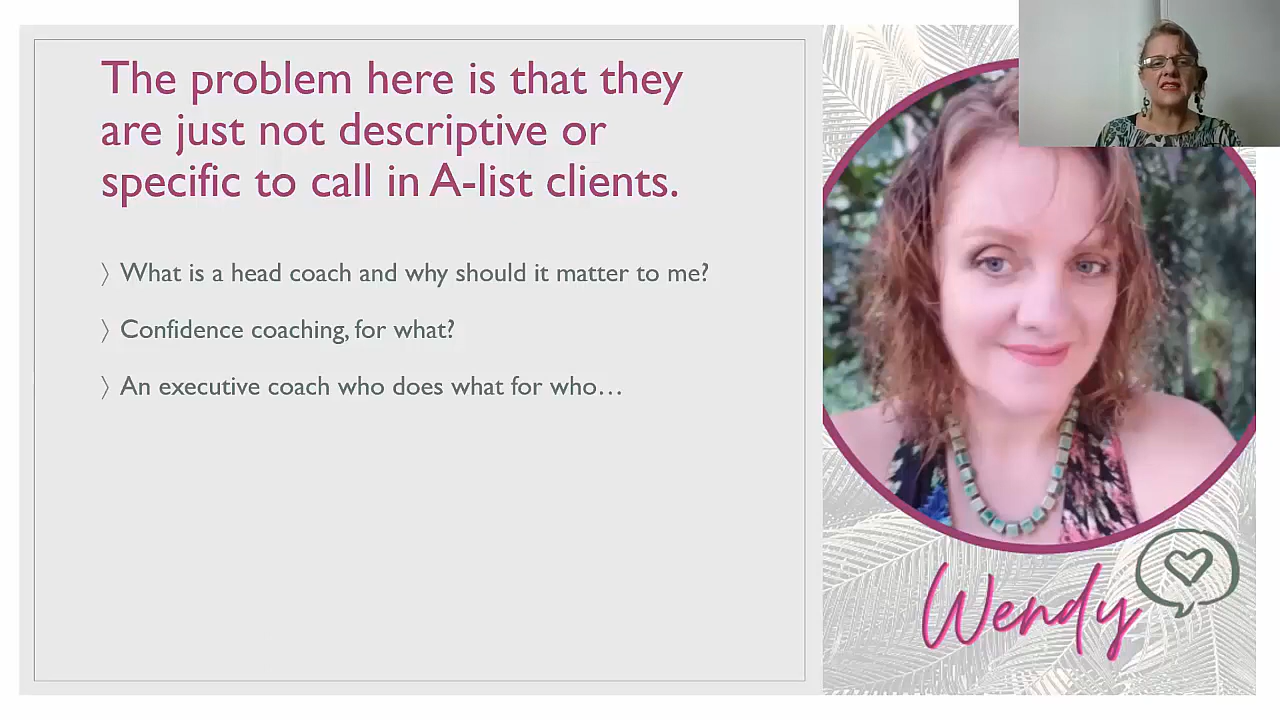 The problem here is that they
are just not descriptive or
specific to call in A-list clients.
〉What is a head coach and why should it matter to me?
〉Confidence coaching, for what?
〉An executive coach who does what for who…
Wendy